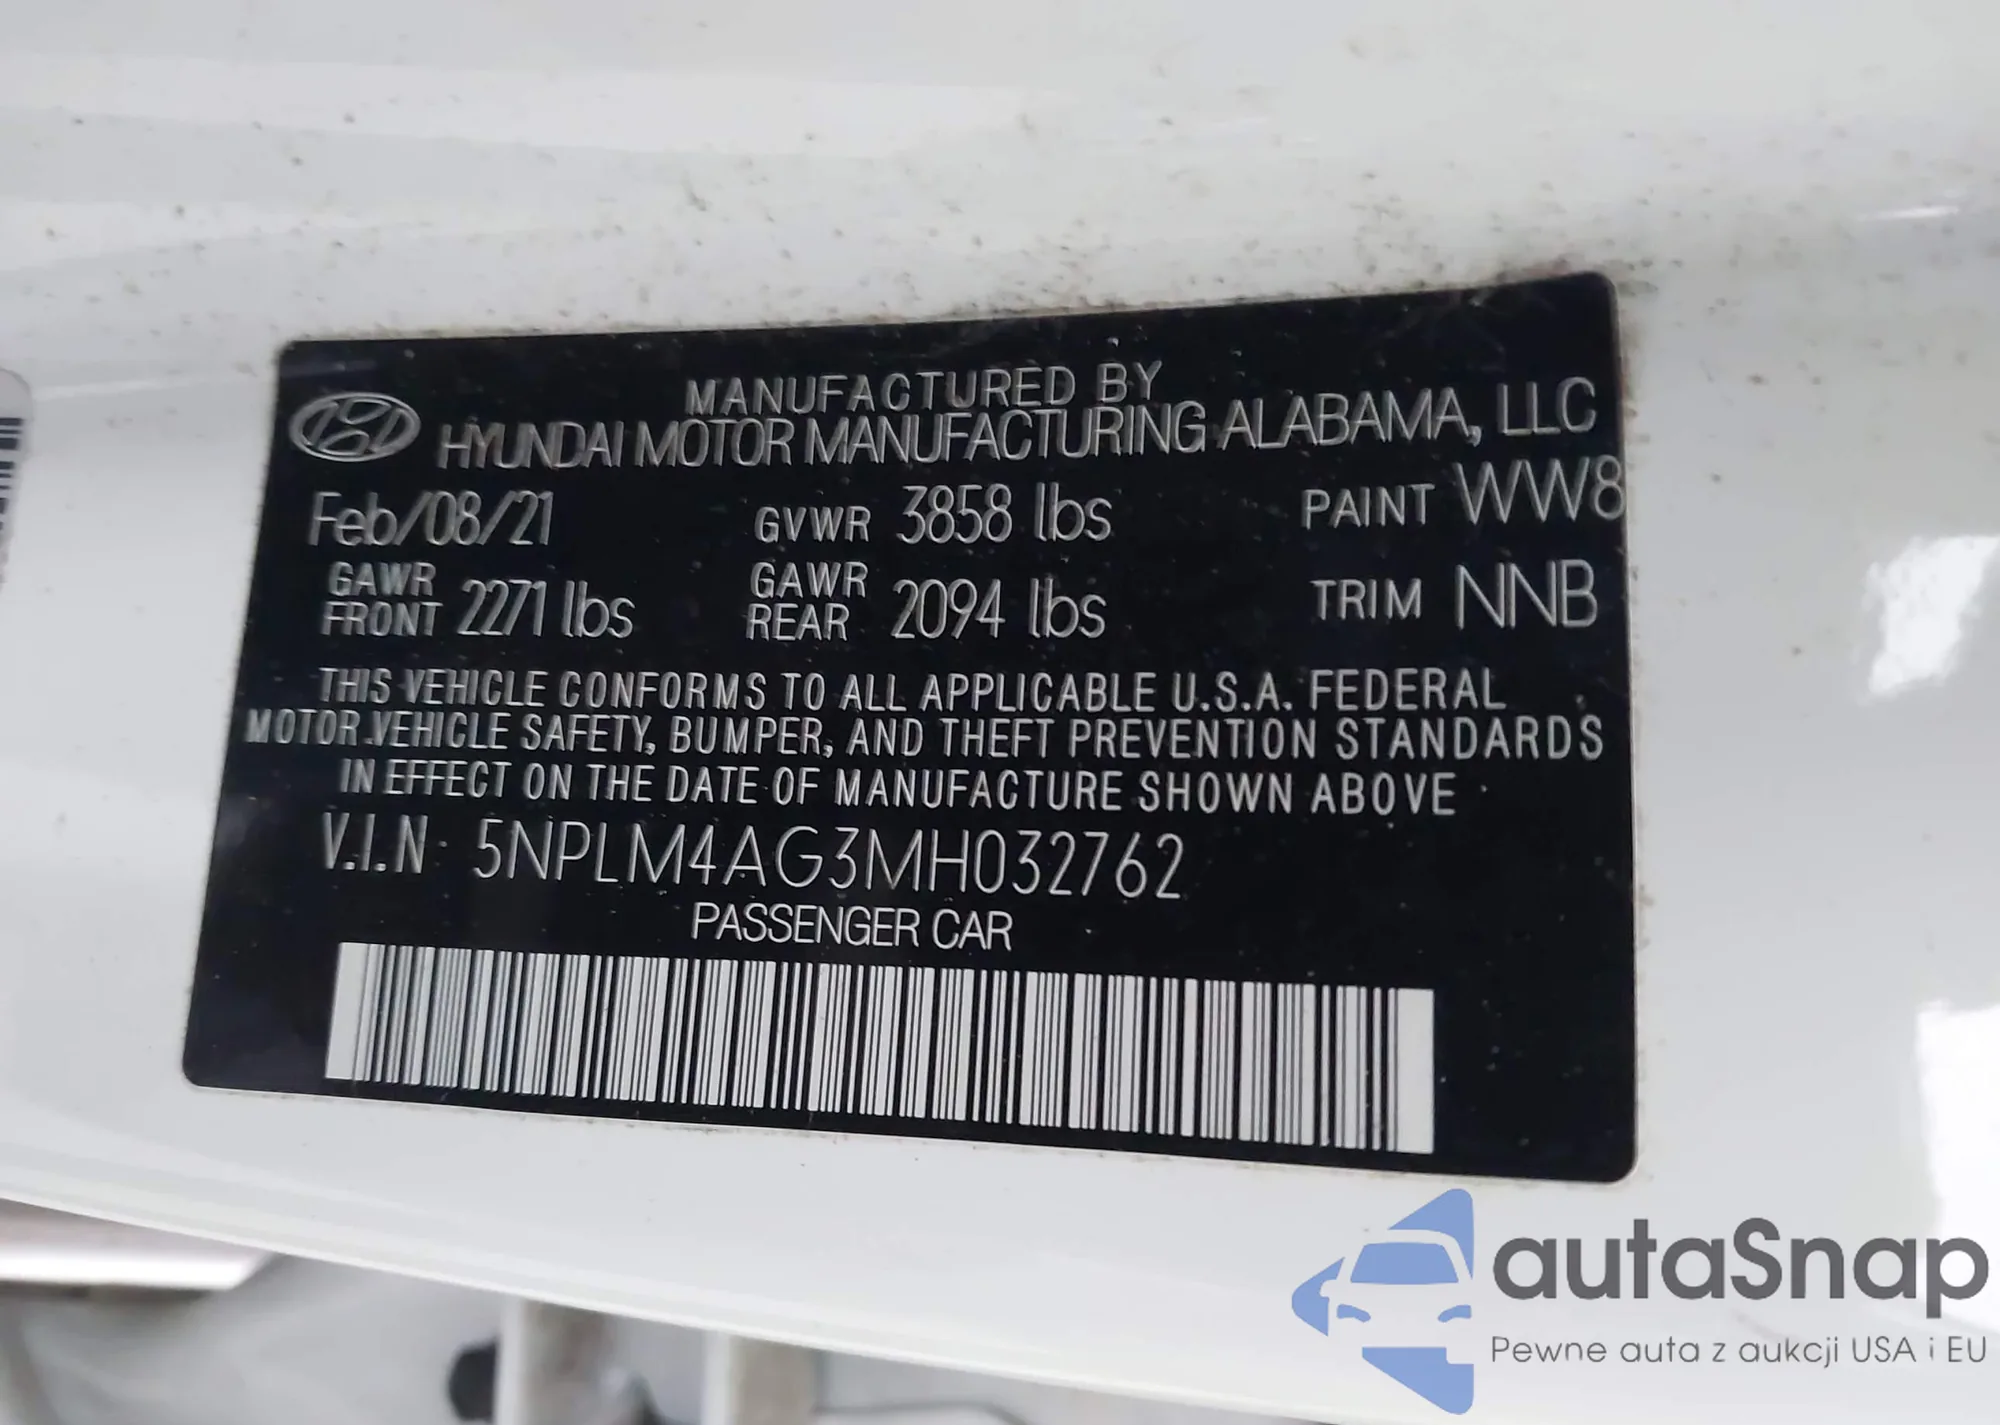 MANUFACTURED BY
HYUNDAI MOTOR MANUFACTURING ALABAMA, LLC
Feb/08/21 GVWR 3858 lbs PAINT WW8
GAWR FRONT 2271 lbs GAWR REAR 2094 lbs TRIM NNB
THIS VEHICLE CONFORMS TO ALL APPLICABLE U.S.A. FEDERAL
MOTOR VEHICLE SAFETY, BUMPER, AND THEFT PREVENTION STANDARDS
IN EFFECT ON THE DATE OF MANUFACTURE SHOWN ABOVE
V.I.N: 5NPLM4AG3MH032762
PASSENGER CAR
autaSnap
Pewne auta z aukcji USA i EU